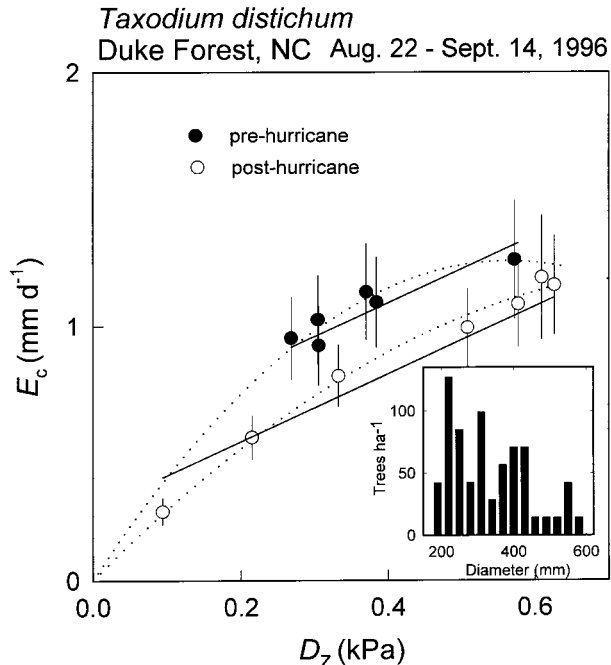 Taxodium distichum
Duke Forest, NC Aug. 22 - Sept. 14, 1996
2
pre-hurricane
post-hurricane
1
E_c (mm d⁻¹)
100
50
0
Trees ha⁻¹
200 400 600
Diameter (mm)
0
0.0 0.2 0.4 0.6
D_Z (kPa)